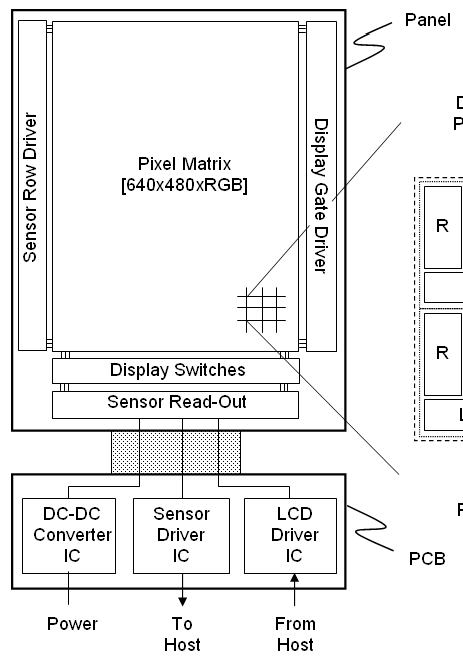 Panel
Sensor Row Driver
Pixel Matrix
[640x480xRGB]
Display Gate Driver
R
R
Display Switches
Sensor Read-Out
DC-DC
Converter
IC
Sensor
Driver
IC
LCD
Driver
IC
PCB
Power
To
Host
From
Host